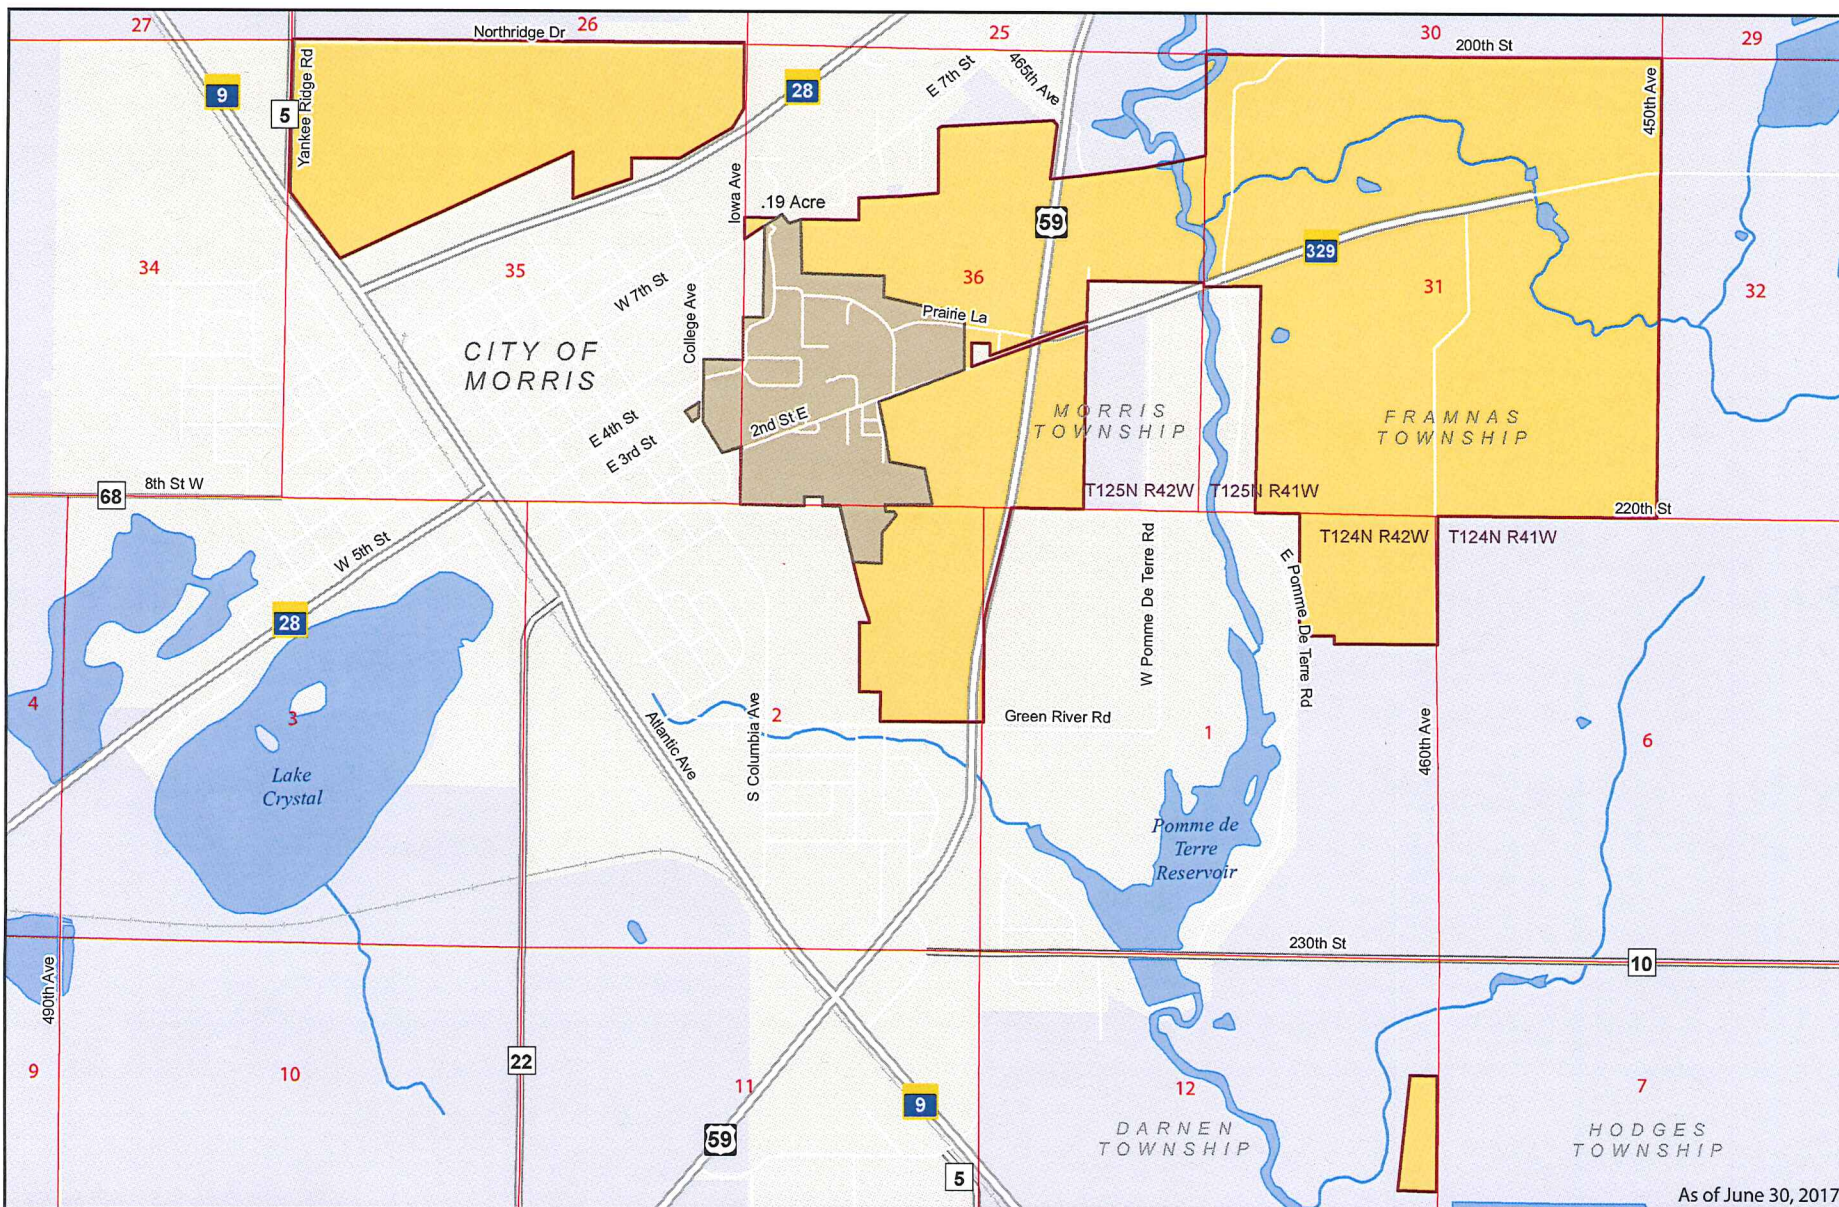 27
26
Northridge Dr
25
30
200th St
29
9
5
Yankee Ridge Rd
28
E 7th St
465th Ave
450th Ave
Iowa Ave
.19 Acre
59
329
34
35
36
31
32
W 7th St
College Ave
Prairie La
CITY OF
MORRIS
E 4th St
E 3rd St
2nd St E
MORRIS
TOWNSHIP
FRAMNAS
TOWNSHIP
68
8th St W
T125N R42W
T125N R41W
220th St
T124N R42W
T124N R41W
W 5th St
28
W Pomme De Terre Rd
E Pomme De Terre Rd
4
3
Atlantic Ave
S Columbia Ave
2
Green River Rd
1
460th Ave
6
Lake
Crystal
Pomme de
Terre
Reservoir
490th Ave
230th St
10
9
10
22
11
9
12
7
59
5
DARNEN
TOWNSHIP
HODGES
TOWNSHIP
As of June 30, 2017